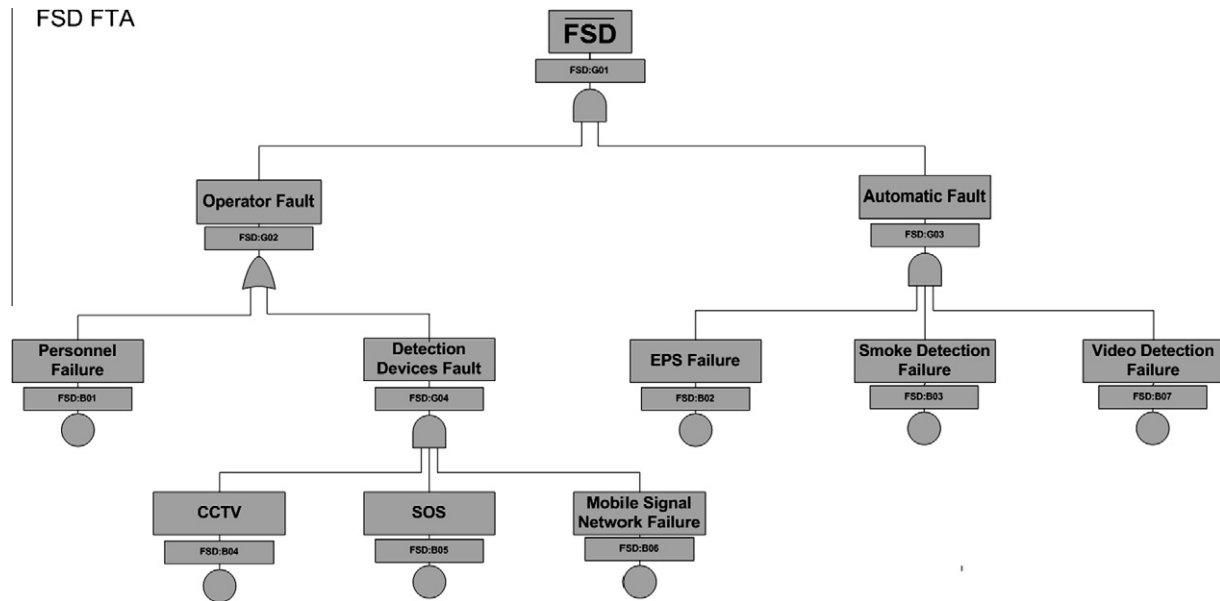 FSD FTA
FSD
FSD:G01
Operator Fault
FSD:G02
Automatic Fault
FSD:G03
Personnel
Failure
FSD:B01
Detection
Devices Fault
FSD:G04
EPS Failure
FSD:B02
Smoke Detection
Failure
FSD:B03
Video Detection
Failure
FSD:B07
CCTV
FSD:B04
SOS
FSD:B05
Mobile Signal
Network Failure
FSD:B06